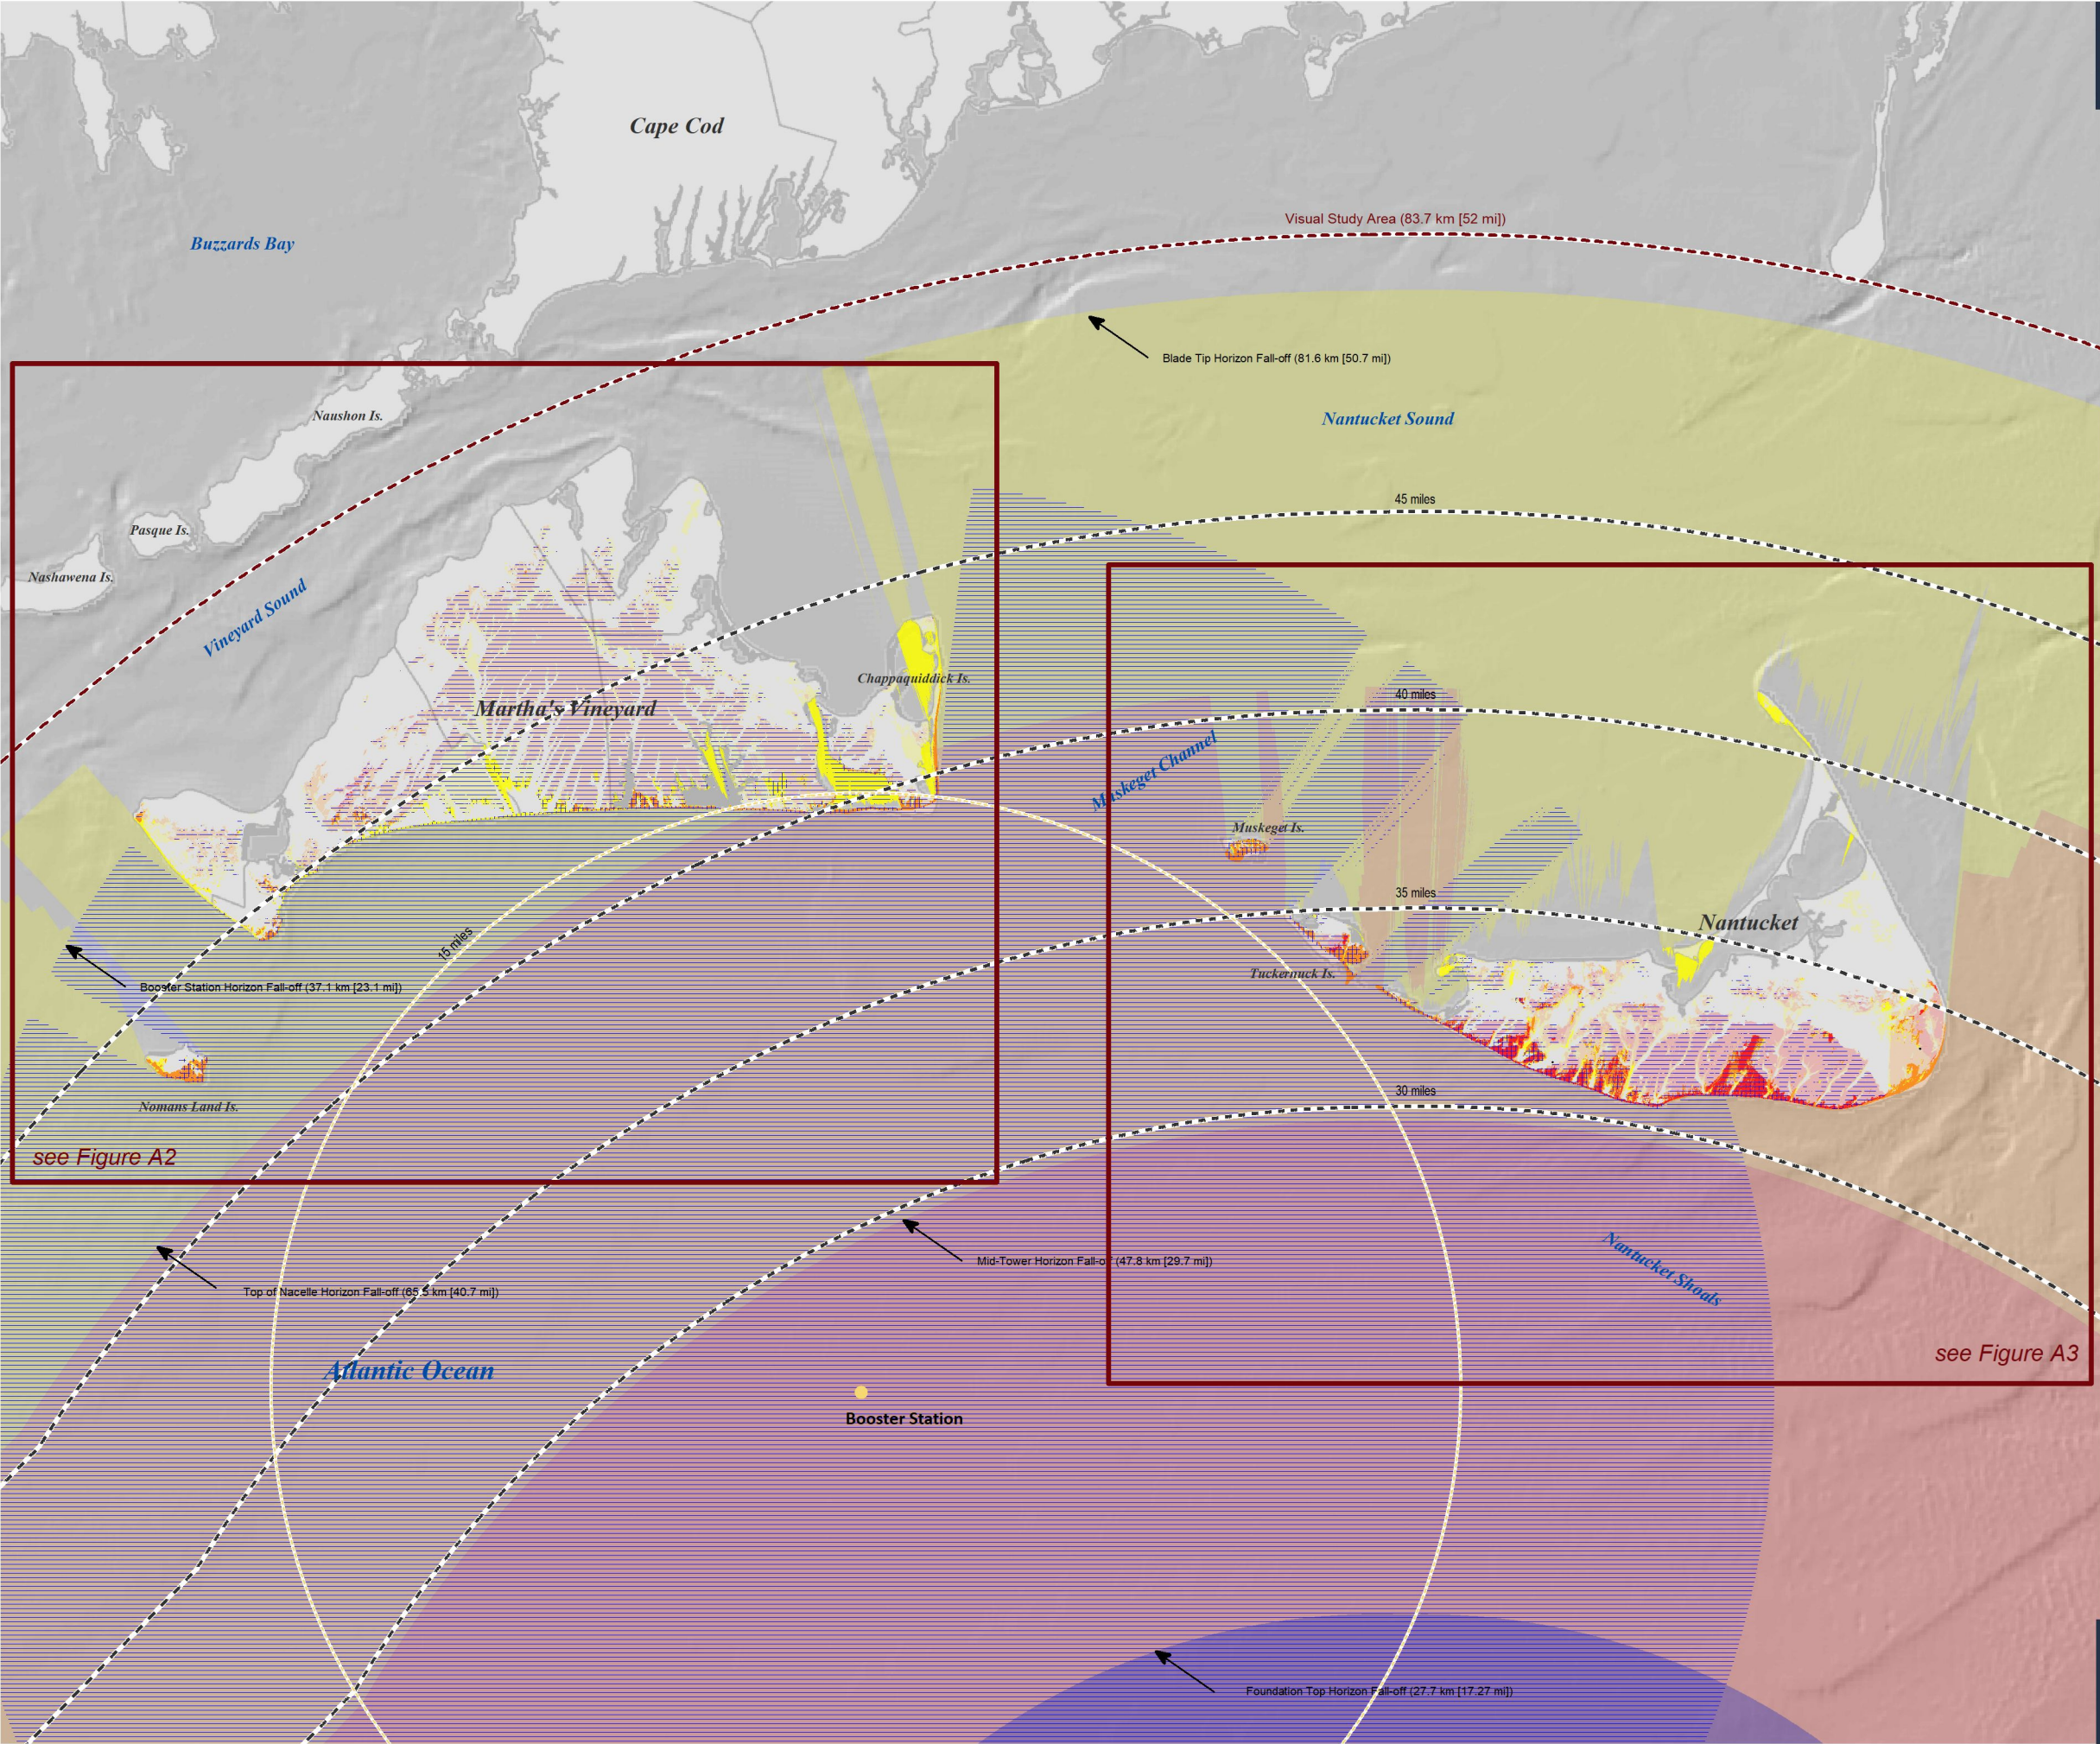 Cape Cod
Visual Study Area (83.7 km [52 mi])
Buzzards Bay
Blade Tip Horizon Fall-off (81.6 km [50.7 mi])
Naushon Is.
Nantucket Sound
45 miles
Pasque Is.
Nashawena Is.
Vineyard Sound
Chappaquiddick Is.
40 miles
Martha's Vineyard
Muskeget Channel
Muskeget Is.
35 miles
Nantucket
15 miles
Tuckernuck Is.
Booster Station Horizon Fall-off (37.1 km [23.1 mi])
30 miles
Nomans Land Is.
see Figure A2
Mid-Tower Horizon Fall-off (47.8 km [29.7 mi])
Nantucket Shoals
Top of Nacelle Horizon Fall-off (65.5 km [40.7 mi])
see Figure A3
Atlantic Ocean
Booster Station
Foundation Top Horizon Fall-off (27.7 km [17.27 mi])